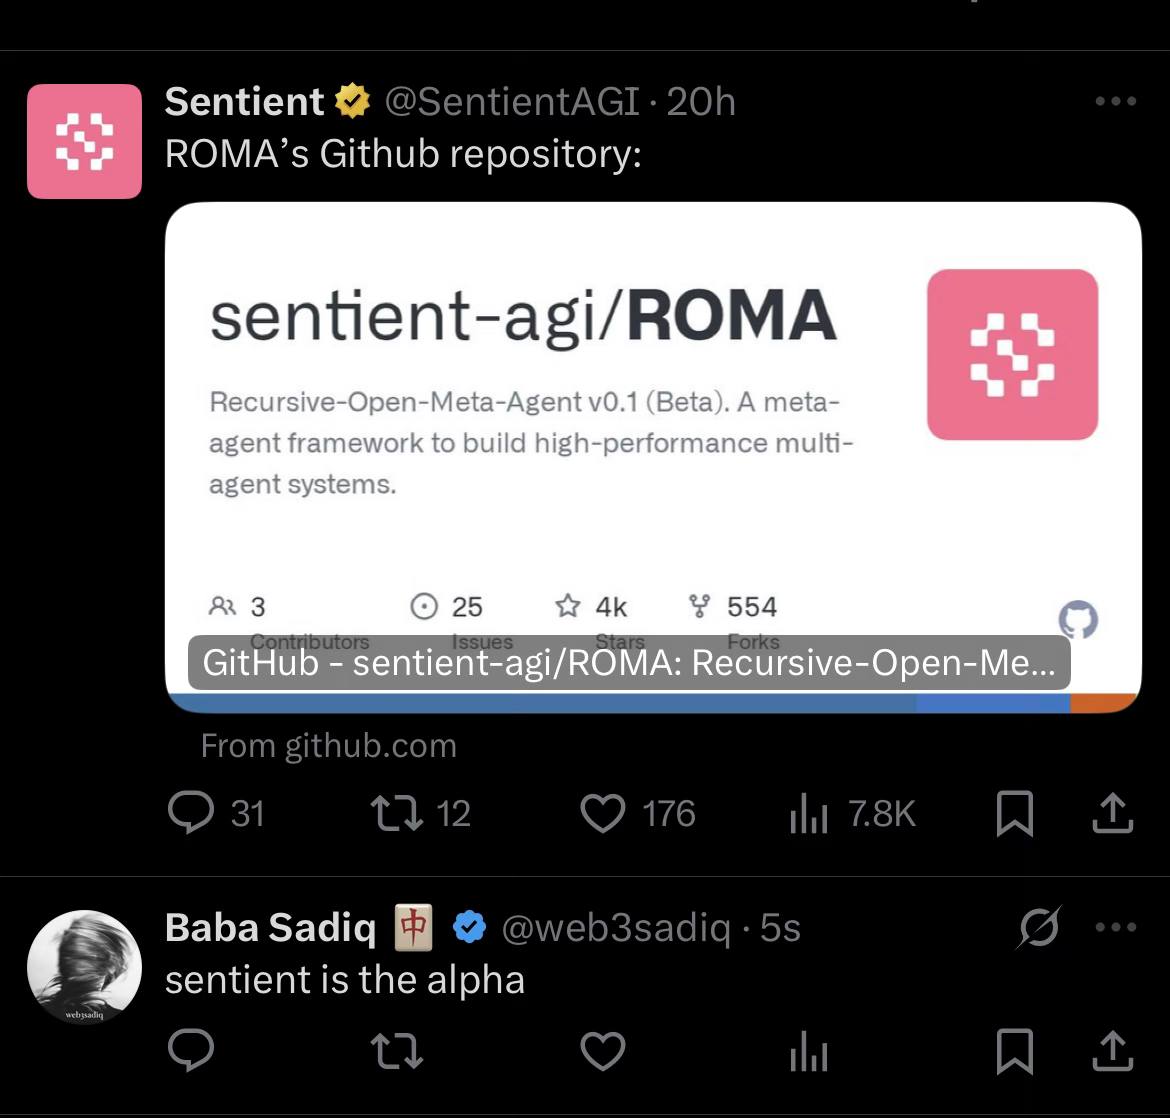 Sentient @SentientAGI · 20h
ROMA’s Github repository:
sentient-agi/ROMA
Recursive-Open-Meta-Agent v0.1 (Beta). A meta-
agent framework to build high-performance multi-
agent systems.
3 25 4k 554
Contributors Issues Stars Forks
GitHub - sentient-agi/ROMA: Recursive-Open-Me...
From github.com
31 12 176 7.8K
Baba Sadiq 🀄 @web3sadiq · 5s
sentient is the alpha
web3sadiq